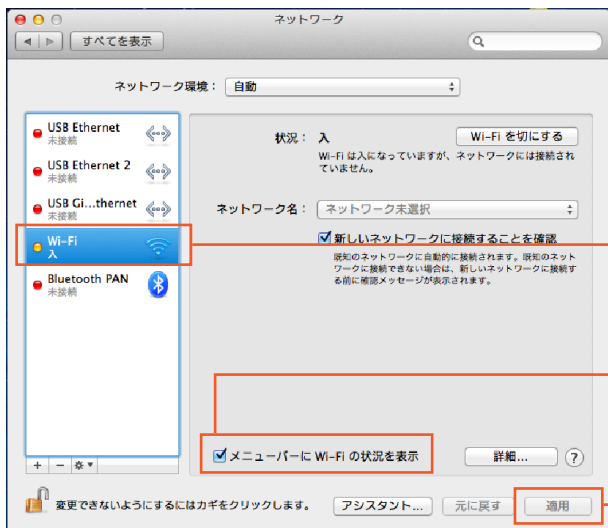 ネットワーク
すべてを表示
ネットワーク環境： 自動
USB Ethernet
未接続
USB Ethernet 2
未接続
USB Gi...thernet
未接続
Wi-Fi
入
Bluetooth PAN
未接続
+ −
状況： 入
Wi-Fi を切にする
Wi-Fi は入になっていますが、ネットワークには接続され
ていません。
ネットワーク名： ネットワーク未選択
新しいネットワークに接続することを確認
既知のネットワークに自動的に接続されます。既知のネット
ワークに接続できない場合は、新しいネットワークに接続す
る前に確認メッセージが表示されます。
メニューバーに Wi-Fi の状況を表示
詳細... ?
変更できないようにするにはカギをクリックします。
アシスタント... 元に戻す 適用